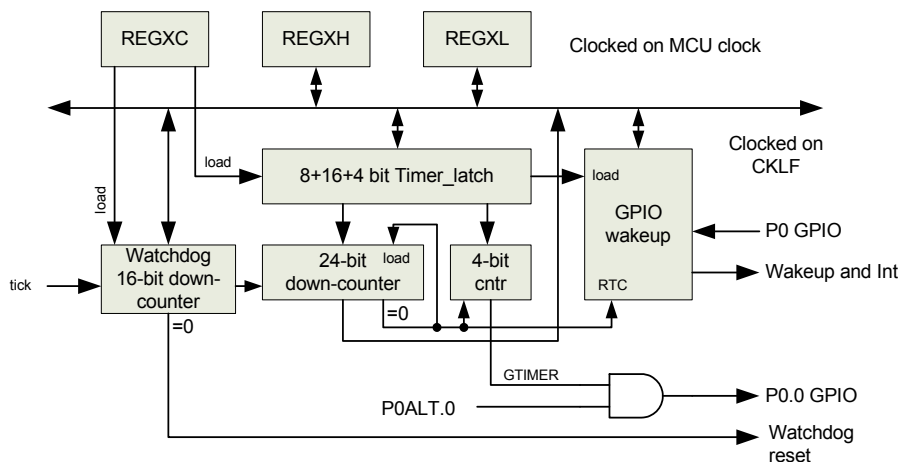 REGXC
REGXH
REGXL
Clocked on MCU clock
Clocked on
CKLF
load
load
8+16+4 bit Timer_latch
load
GPIO
wakeup
RTC
P0 GPIO
Wakeup and Int
tick
Watchdog
16-bit down-
counter
=0
24-bit
down-counter
load
=0
4-bit
cntr
GTIMER
P0ALT.0
P0.0 GPIO
Watchdog
reset